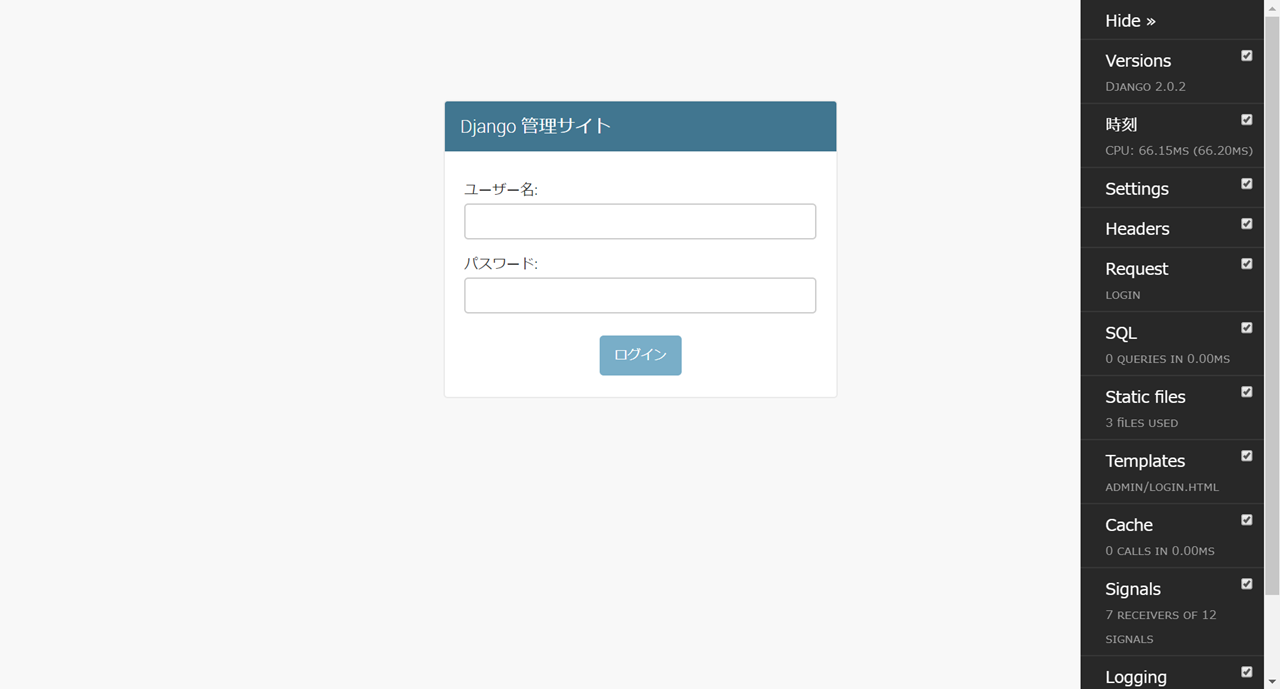 Django 管理サイト
ユーザー名:
パスワード:
ログイン
Hide »
Versions
DJANGO 2.0.2
時刻
CPU: 66.15MS (66.20MS)
Settings
Headers
Request
LOGIN
SQL
0 QUERIES IN 0.00MS
Static files
3 fiLES USED
Templates
ADMIN/LOGIN.HTML
Cache
0 CALLS IN 0.00MS
Signals
7 RECEIVERS OF 12
SIGNALS
Logging